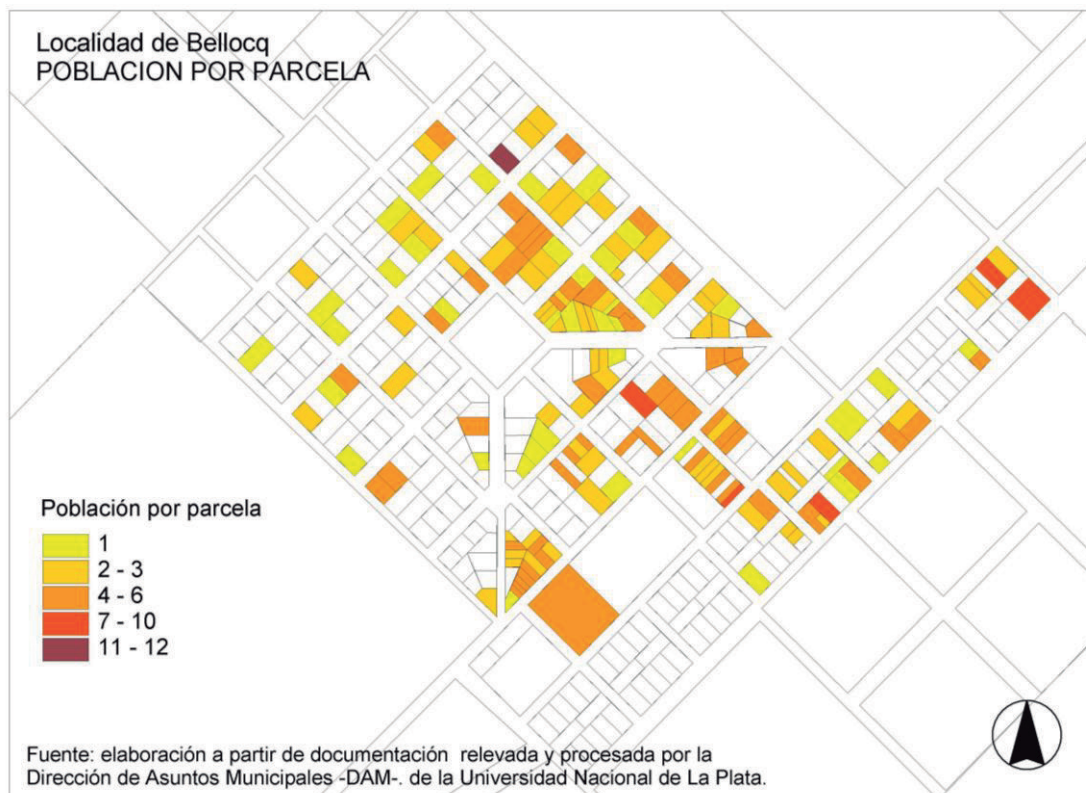 Localidad de Bellocq
POBLACION POR PARCELA
Población por parcela
1
2 - 3
4 - 6
7 - 10
11 - 12
Fuente: elaboración a partir de documentación relevada y procesada por la
Dirección de Asuntos Municipales -DAM-. de la Universidad Nacional de La Plata.